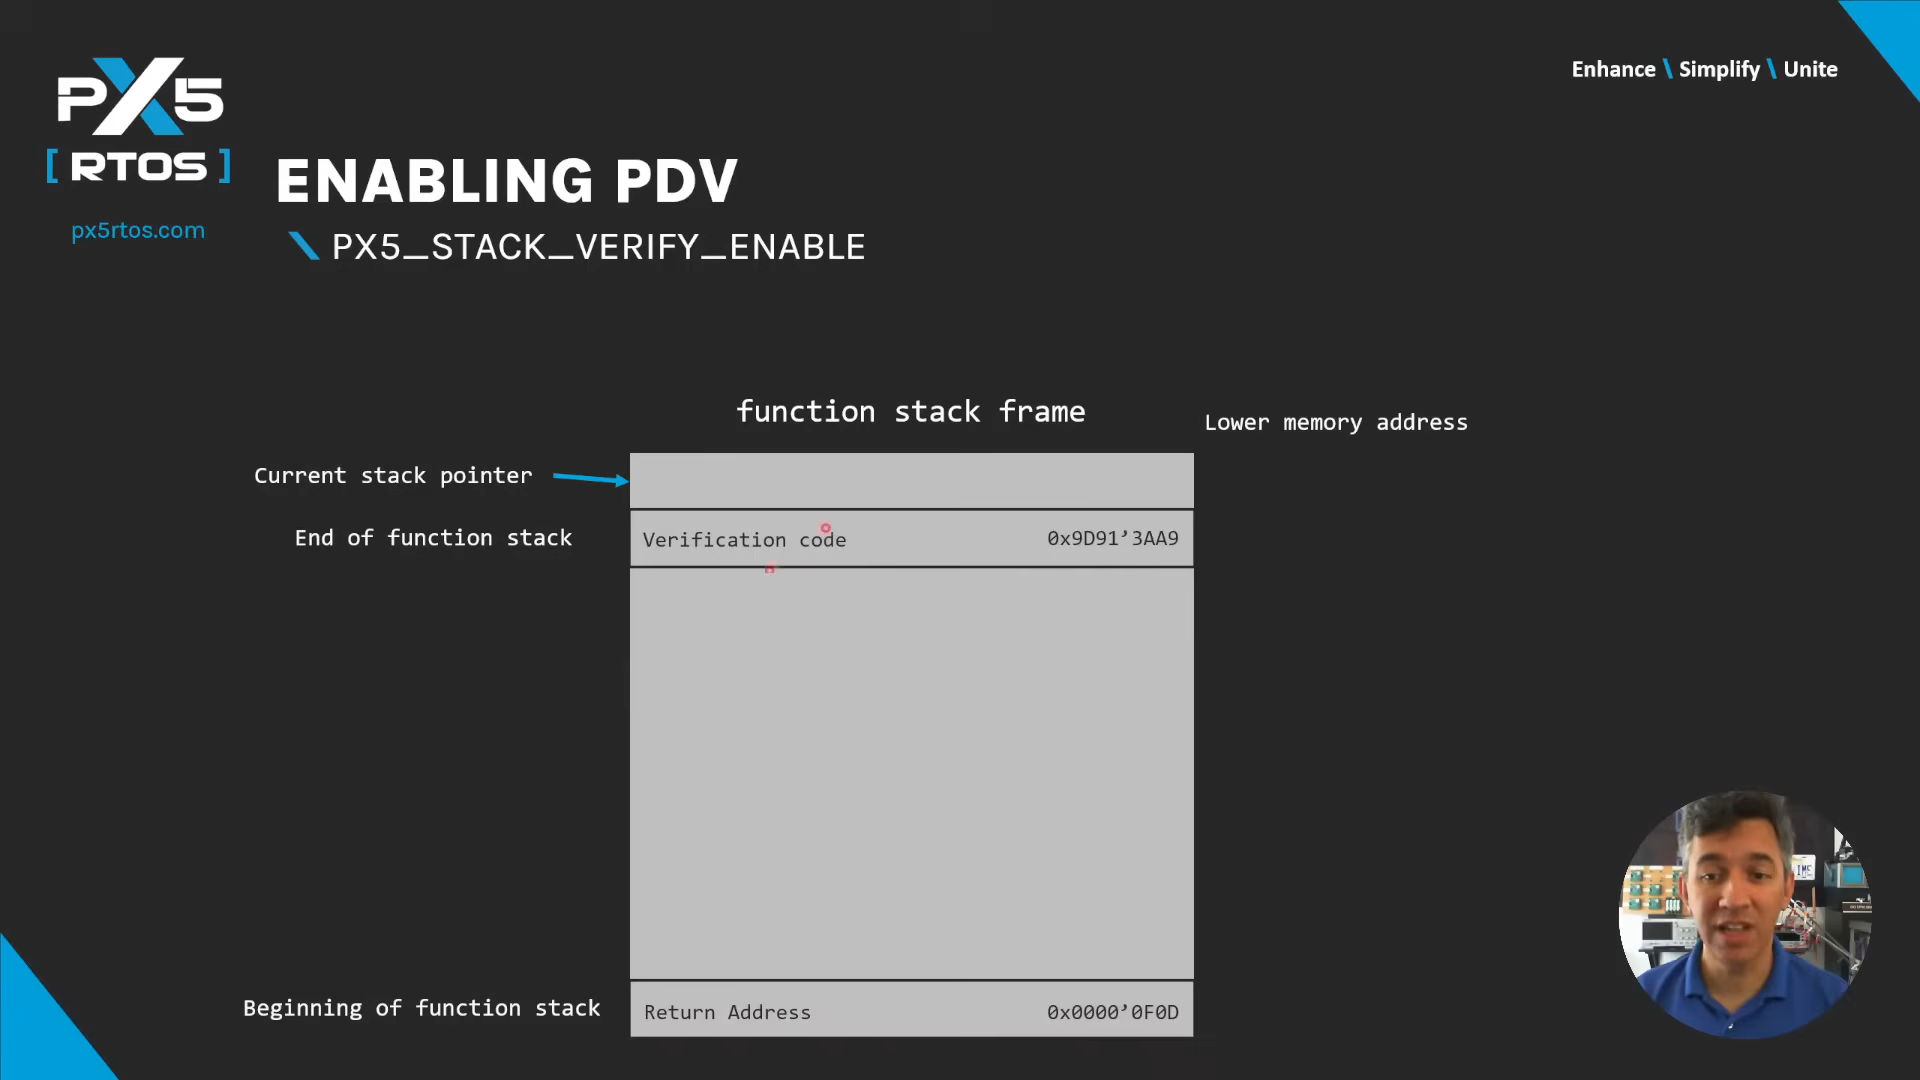 PX5
[ RTOS ]
px5rtos.com
Enhance \ Simplify \ Unite
ENABLING PDV
PX5_STACK_VERIFY_ENABLE
function stack frame
Lower memory address
Current stack pointer
End of function stack
Verification code 0x9D91’3AA9
Beginning of function stack
Return Address 0x0000’0F0D